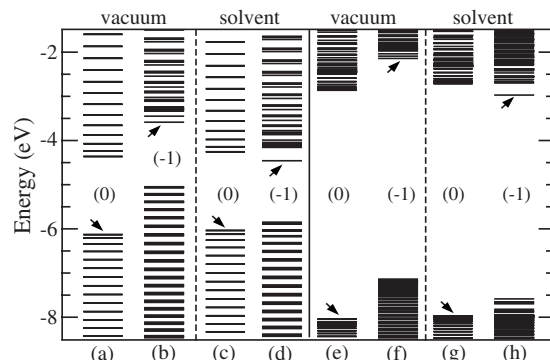 vacuum solvent vacuum solvent
-2
-4
-6
-8
Energy (eV)
(-1)
(0) (0) (-1) (0) (-1) (0) (-1)
(a) (b) (c) (d) (e) (f) (g) (h)